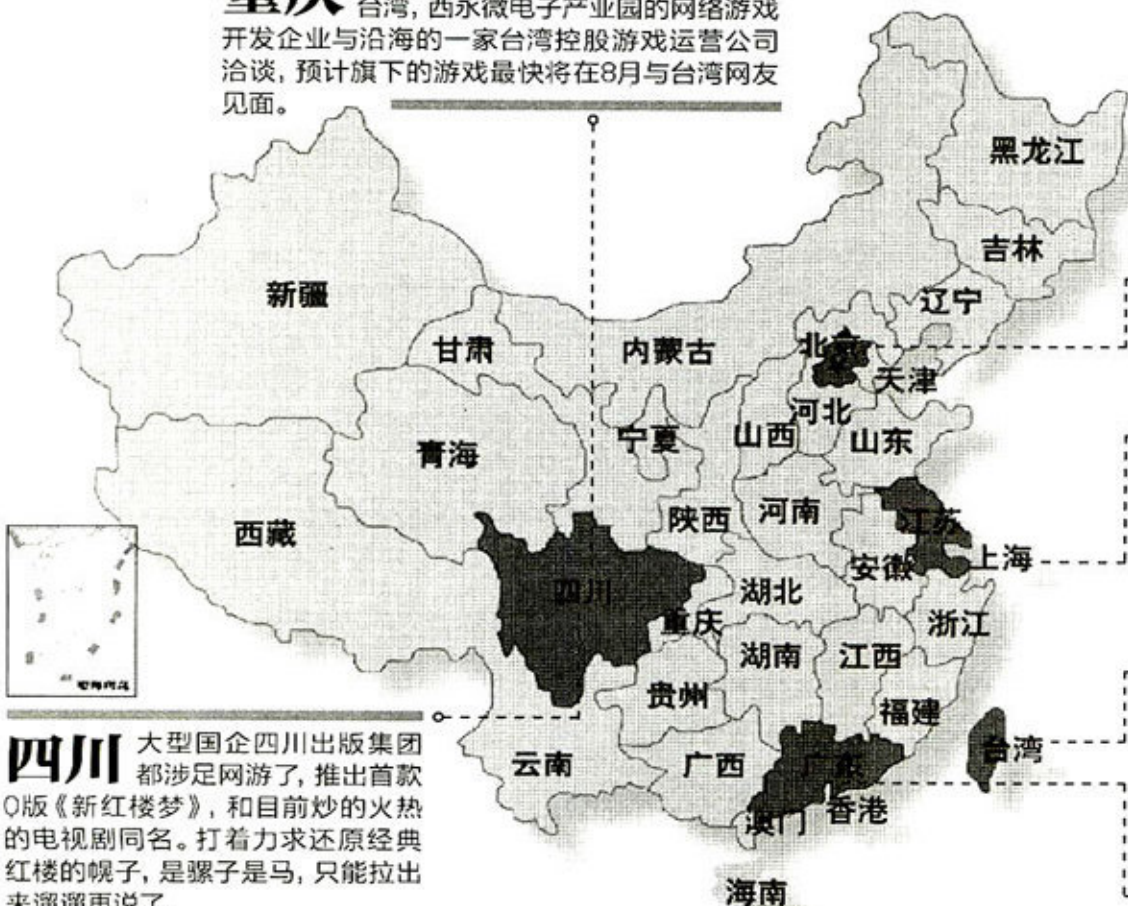 重庆 台湾，西永微电子产业园的网络游戏
开发企业与沿海的一家台湾控股游戏运营公司
洽谈，预计旗下的游戏最快将在8月与台湾网友
见面。
黑龙江
吉林
辽宁
新疆
甘肃
内蒙古
北京
天津
河北
宁夏
山西
山东
青海
西藏
陕西
河南
江苏
上海
安徽
四川
重庆
湖北
浙江
湖南
江西
贵州
福建
云南
广西
广东
台湾
香港
澳门
海南
四川 大型国企四川出版集团
都涉足网游了，推出首款
Q版《新红楼梦》，和目前炒的火热
的电视剧同名。打着力求还原经典
红楼的幌子，是骡子是马，只能拉出
来遛遛再说了